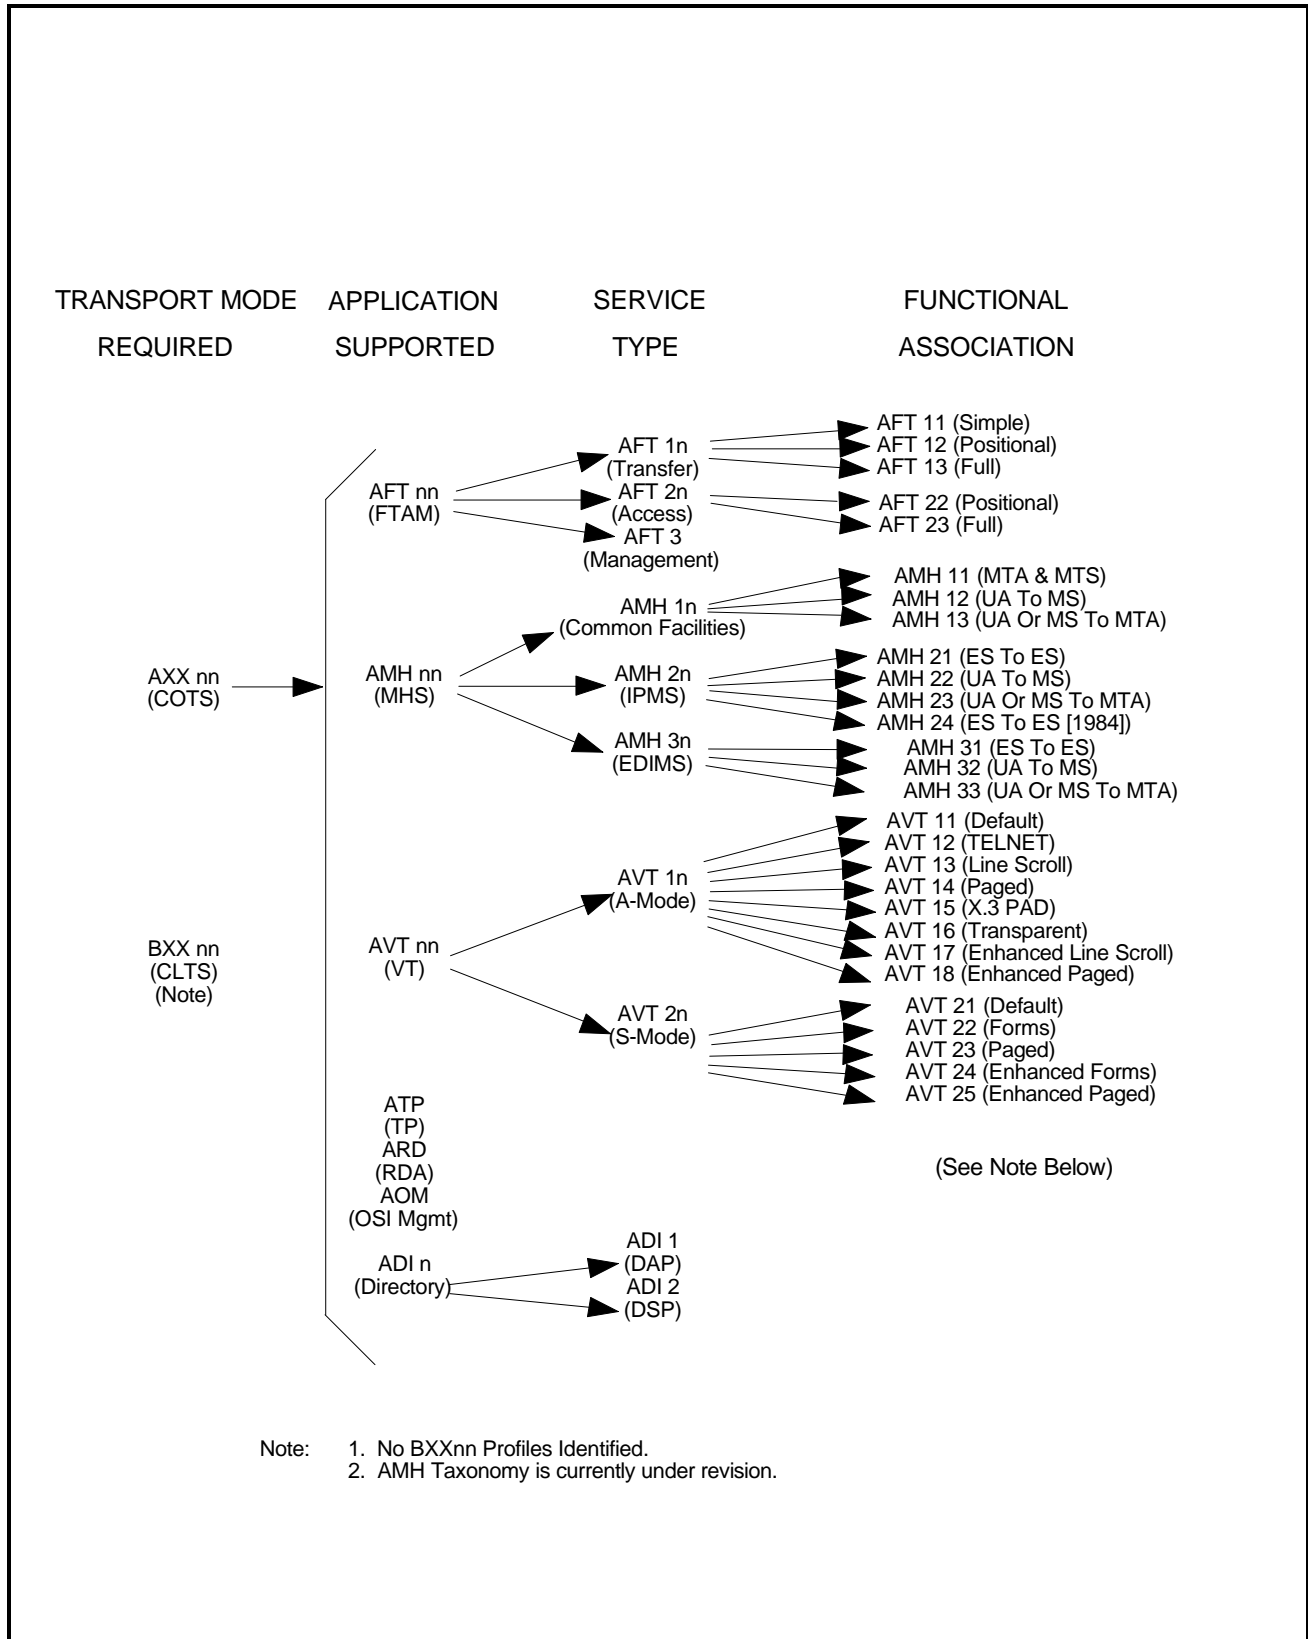 TRANSPORT MODE REQUIRED
APPLICATION SUPPORTED
SERVICE TYPE
FUNCTIONAL ASSOCIATION
AXX nn
(COTS)
BXX nn
(CLTS)
(Note)
AFT nn
(FTAM)
AMH nn
(MHS)
AVT nn
(VT)
ATP
(TP)
ARD
(RDA)
AOM
(OSI Mgmt)
ADI n
(Directory)
AFT 1n
(Transfer)
AFT 2n
(Access)
AFT 3
(Management)
AMH 1n
(Common Facilities)
AMH 2n
(IPMS)
AMH 3n
(EDIMS)
AVT 1n
(A-Mode)
AVT 2n
(S-Mode)
ADI 1
(DAP)
ADI 2
(DSP)
AFT 11 (Simple)
AFT 12 (Positional)
AFT 13 (Full)
AFT 22 (Positional)
AFT 23 (Full)
AMH 11 (MTA & MTS)
AMH 12 (UA To MS)
AMH 13 (UA Or MS To MTA)
AMH 21 (ES To ES)
AMH 22 (UA To MS)
AMH 23 (UA Or MS To MTA)
AMH 24 (ES To ES [1984])
AMH 31 (ES To ES)
AMH 32 (UA To MS)
AMH 33 (UA Or MS To MTA)
AVT 11 (Default)
AVT 12 (TELNET)
AVT 13 (Line Scroll)
AVT 14 (Paged)
AVT 15 (X.3 PAD)
AVT 16 (Transparent)
AVT 17 (Enhanced Line Scroll)
AVT 18 (Enhanced Paged)
AVT 21 (Default)
AVT 22 (Forms)
AVT 23 (Paged)
AVT 24 (Enhanced Forms)
AVT 25 (Enhanced Paged)
(See Note Below)
Note: 1. No BXXnn Profiles Identified.
2. AMH Taxonomy is currently under revision.